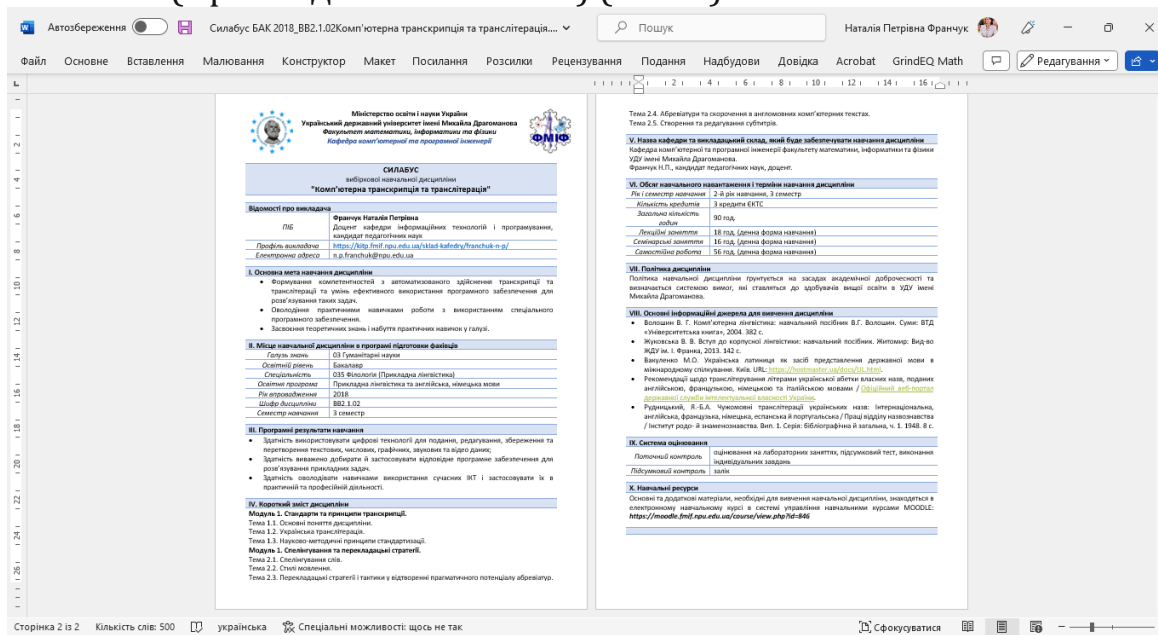 Автозбереження
Силабус БАК 2018_ВВ2.1.02Комп'ютерна транскрипція та транслітерація....
Пошук
Наталія Петрівна Франчук
Файл Основне Вставлення Малювання Конструктор Макет Посилання Розсилки Рецензування Подання Надбудови Довідка Acrobat GrindEQ Math
Редагування
Міністерство освіти і науки України
Український державний університет імені Михайла Драгоманова
Факультет математики, інформатики та фізики
Кафедра комп'ютерної та програмної інженерії
ФМІФ
СИЛАБУС
вибіркової навчальної дисципліни
"Комп'ютерна транскрипція та транслітерація"
Відомості про викладача
ПІБ
Франчук Наталія Петрівна
Доцент кафедри інформаційних технологій і програмування,
кандидат педагогічних наук
Профіль викладача https://kitp.fmif.npu.edu.ua/sklad-kafedry/franchuk-n-p/
Електронна адреса n.p.franchuk@npu.edu.ua
І. Основна мета навчання дисципліни
• Формування компетентностей з автоматизованого здійснення транскрипції та
транслітерації та умінь ефективного використання програмного забезпечення для
розв'язування таких задач.
• Оволодіння практичними навичками роботи з використанням спеціального
програмного забезпечення.
• Засвоєння теоретичних знань і набуття практичних навичок у галузі.
ІІ. Місце навчальної дисципліни в програмі підготовки фахівців
Галузь знань 03 Гуманітарні науки
Освітній рівень Бакалавр
Спеціальність 035 Філологія (Прикладна лінгвістика)
Освітня програма Прикладна лінгвістика та англійська, німецька мови
Рік впровадження 2018
Шифр дисципліни ВВ2.1.02
Семестр навчання 3 семестр
ІІІ. Програмні результати навчання
• Здатність використовувати цифрові технології для подання, редагування, збереження та
перетворення текстових, числових, графічних, звукових та відео даних;
• Здатність виважено добирати й застосовувати відповідне програмне забезпечення для
розв'язування прикладних задач.
• Здатність оволодівати навичками використання сучасних ІКТ і застосовувати їх в
практичній та професійній діяльності.
IV. Короткий зміст дисципліни
Модуль 1. Стандарти та принципи транскрипції.
Тема 1.1. Основні поняття дисципліни.
Тема 1.2. Українська транслітерація.
Тема 1.3. Науково-методичні принципи стандартизації.
Модуль 1. Спелінгування та перекладацькі стратегії.
Тема 2.1. Спелінгування слів.
Тема 2.2. Стилі мовлення.
Тема 2.3. Перекладацькі стратегії і тактики у відтворенні прагматичного потенціалу абревіатур.
Тема 2.4. Абревіатури та скорочення в англомовних комп'ютерних текстах.
Тема 2.5. Створення та редагування субтитрів.
V. Назва кафедри та викладацький склад, який буде забезпечувати навчання дисципліни
Кафедра комп'ютерної та програмної інженерії факультету математики, інформатики та фізики
УДУ імені Михайла Драгоманова.
Франчук Н.П., кандидат педагогічних наук, доцент.
VI. Обсяг навчального навантаження і терміни навчання дисципліни
Рік і семестр навчання 2-й рік навчання, 3 семестр
Кількість кредитів 3 кредити ЄКТС
Загальна кількість
годин
90 год.
Лекційні заняття 18 год. (денна форма навчання)
Семінарські заняття 16 год. (денна форма навчання)
Самостійна робота 56 год. (денна форма навчання)
VII. Політика дисципліни
Політика навчальної дисципліни ґрунтується на засадах академічної доброчесності та
визначається системою вимог, які ставляться до здобувачів вищої освіти в УДУ імені
Михайла Драгоманова.
VIII. Основні інформаційні джерела для вивчення дисципліни
• Волошин В. Г. Комп'ютерна лінгвістика: навчальний посібник В.Г. Волошин. Суми: ВТД
«Університетська книга», 2004. 382 с.
• Жуковська В. В. Вступ до корпусної лінгвістики: навчальний посібник. Житомир: Вид-во
ЖДУ ім. І. Франка, 2013. 142 с.
• Вакуленко М.О. Українська латиниця як засіб представлення державної мови в
міжнародному спілкування. Київ. URL: https://hostmaster.ua/docs/UL.html.
• Рекомендації щодо транслітерування літерами української абетки власних назв, поданих
англійською, французькою, німецькою та італійською мовами / Офіційний веб-портал
державної служби інтелектуальної власності України.
• Рудницький, Я.-Б.А. Чужомовні транслітерації українських назв: Інтернаціональна,
англійська, французька, німецька, еспанська й португальська / Праці відділу назвознавства
/ Інститут родо- й знаменознавства. Вип. 1. Серія: бібліографічна й загальна, ч. 1. 1948. 8 с.
IX. Система оцінювання
Поточний контроль
оцінювання на лабораторних заняттях, підсумковий тест, виконання
індивідуальних завдань
Підсумковий контроль залік
X. Навчальні ресурси
Основні та додаткові матеріали, необхідні для вивчення навчальної дисципліни, знаходяться в
електронному навчальному курсі в системі управління навчальними курсами MOODLE:
https://moodle.fmif.npu.edu.ua/course/view.php?id=846
Сторінка 2 із 2 Кількість слів: 500 українська Спеціальні можливості: щось не так Сфокусуватися